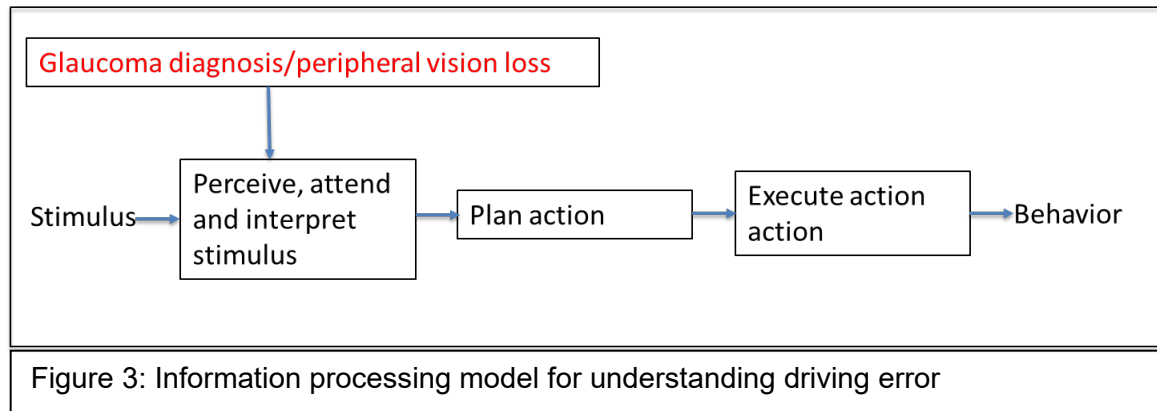 Glaucoma diagnosis/peripheral vision loss
Stimulus
Perceive, attend
and interpret
stimulus
Plan action
Execute action
action
Behavior
Figure 3: Information processing model for understanding driving error